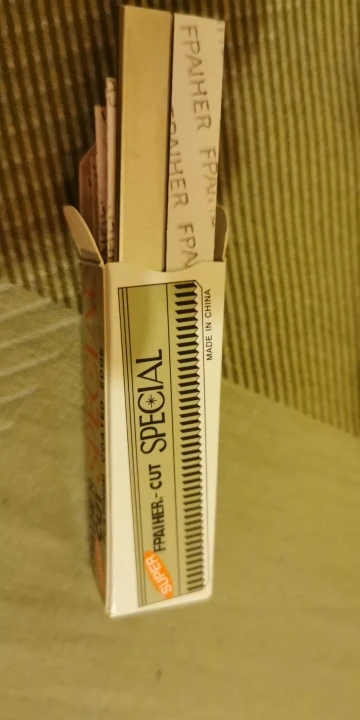 FPAIHER FPAI
FPAIHER FPA
MADE IN CHINA
SPECIAL
FPAIHER-CUT
SUPER